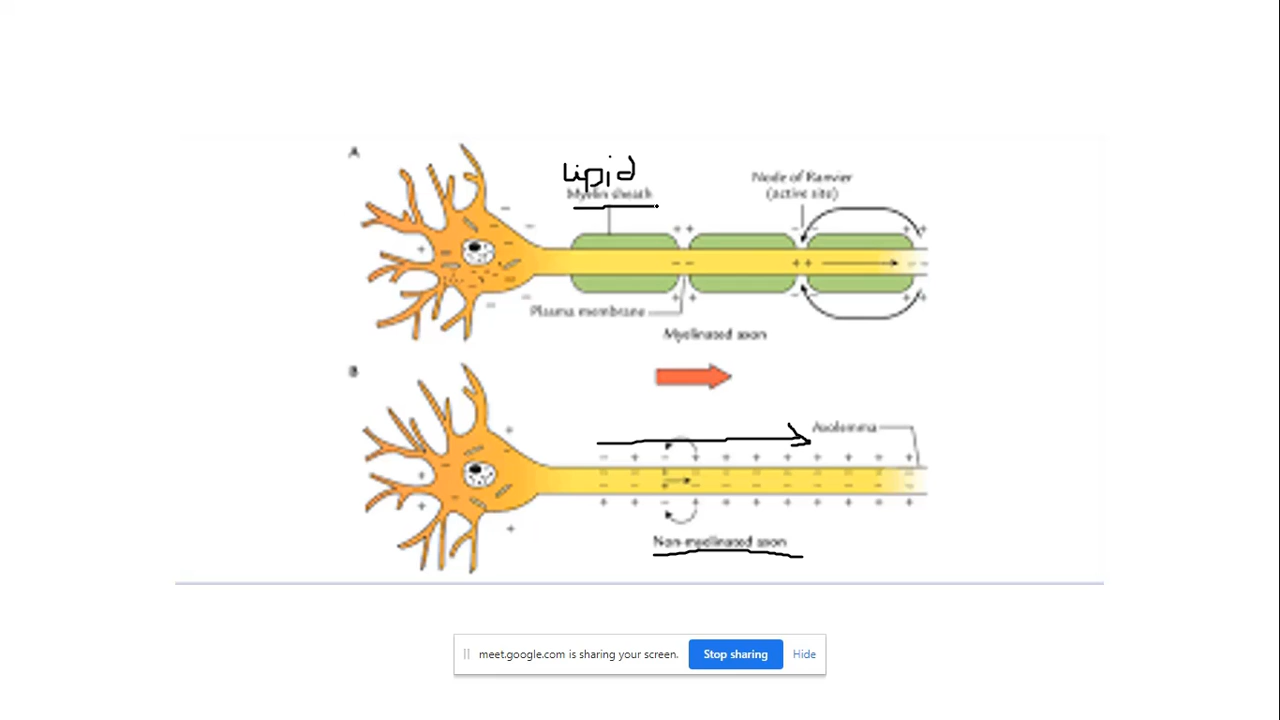 A
Lipid
Myelin sheath
Node of Ranvier
(active site)
Plasma membrane
Myelinated axon
B
Axolemma
Non-myelinated axon
meet.google.com is sharing your screen.
Stop sharing
Hide